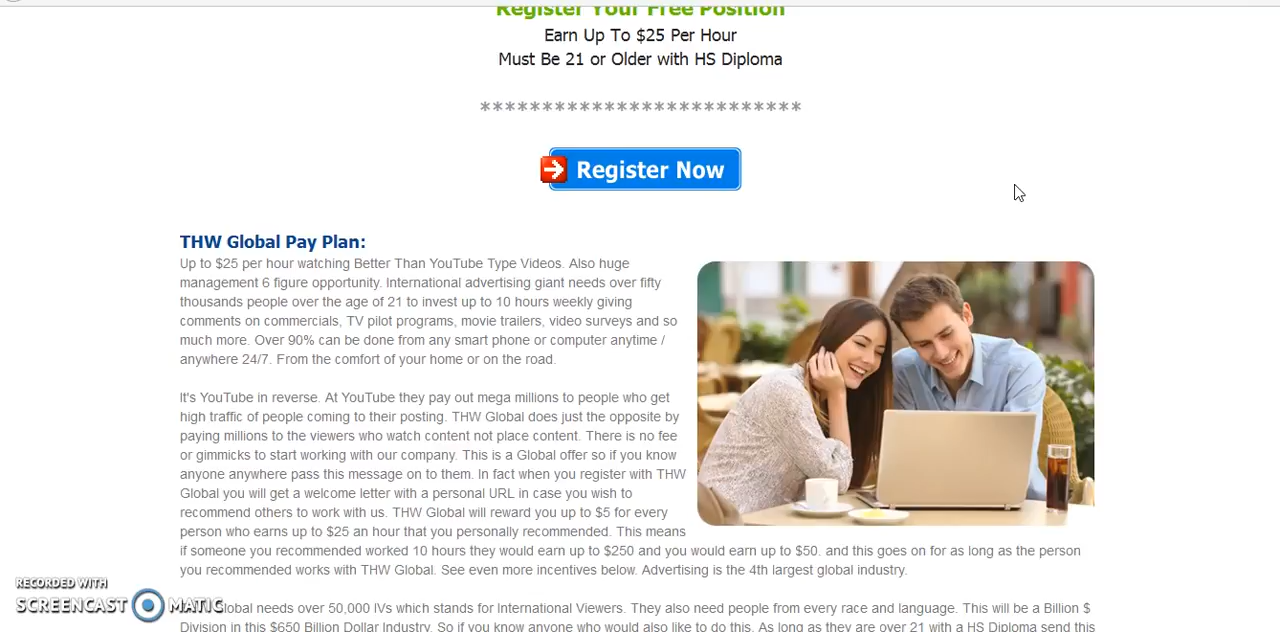 Register Your Free Position
Earn Up To $25 Per Hour
Must Be 21 or Older with HS Diploma
**************************
Register Now
THW Global Pay Plan:
Up to $25 per hour watching Better Than YouTube Type Videos. Also huge
management 6 figure opportunity. International advertising giant needs over fifty
thousands people over the age of 21 to invest up to 10 hours weekly giving
comments on commercials, TV pilot programs, movie trailers, video surveys and so
much more. Over 90% can be done from any smart phone or computer anytime /
anywhere 24/7. From the comfort of your home or on the road.
It's YouTube in reverse. At YouTube they pay out mega millions to people who get
high traffic of people coming to their posting. THW Global does just the opposite by
paying millions to the viewers who watch content not place content. There is no fee
or gimmicks to start working with our company. This is a Global offer so if you know
anyone anywhere pass this message on to them. In fact when you register with THW
Global you will get a welcome letter with a personal URL in case you wish to
recommend others to work with us. THW Global will reward you up to $5 for every
person who earns up to $25 an hour that you personally recommended. This means
if someone you recommended worked 10 hours they would earn up to $250 and you would earn up to $50. and this goes on for as long as the person
you recommended works with THW Global. See even more incentives below. Advertising is the 4th largest global industry.
Global needs over 50,000 IVs which stands for International Viewers. They also need people from every race and language. This will be a Billion $
Division in this $650 Billion Dollar Industry. So if you know anyone who would also like to do this. As long as they are over 21 with a HS Diploma send this
RECORDED WITH
SCREENCAST MATIC